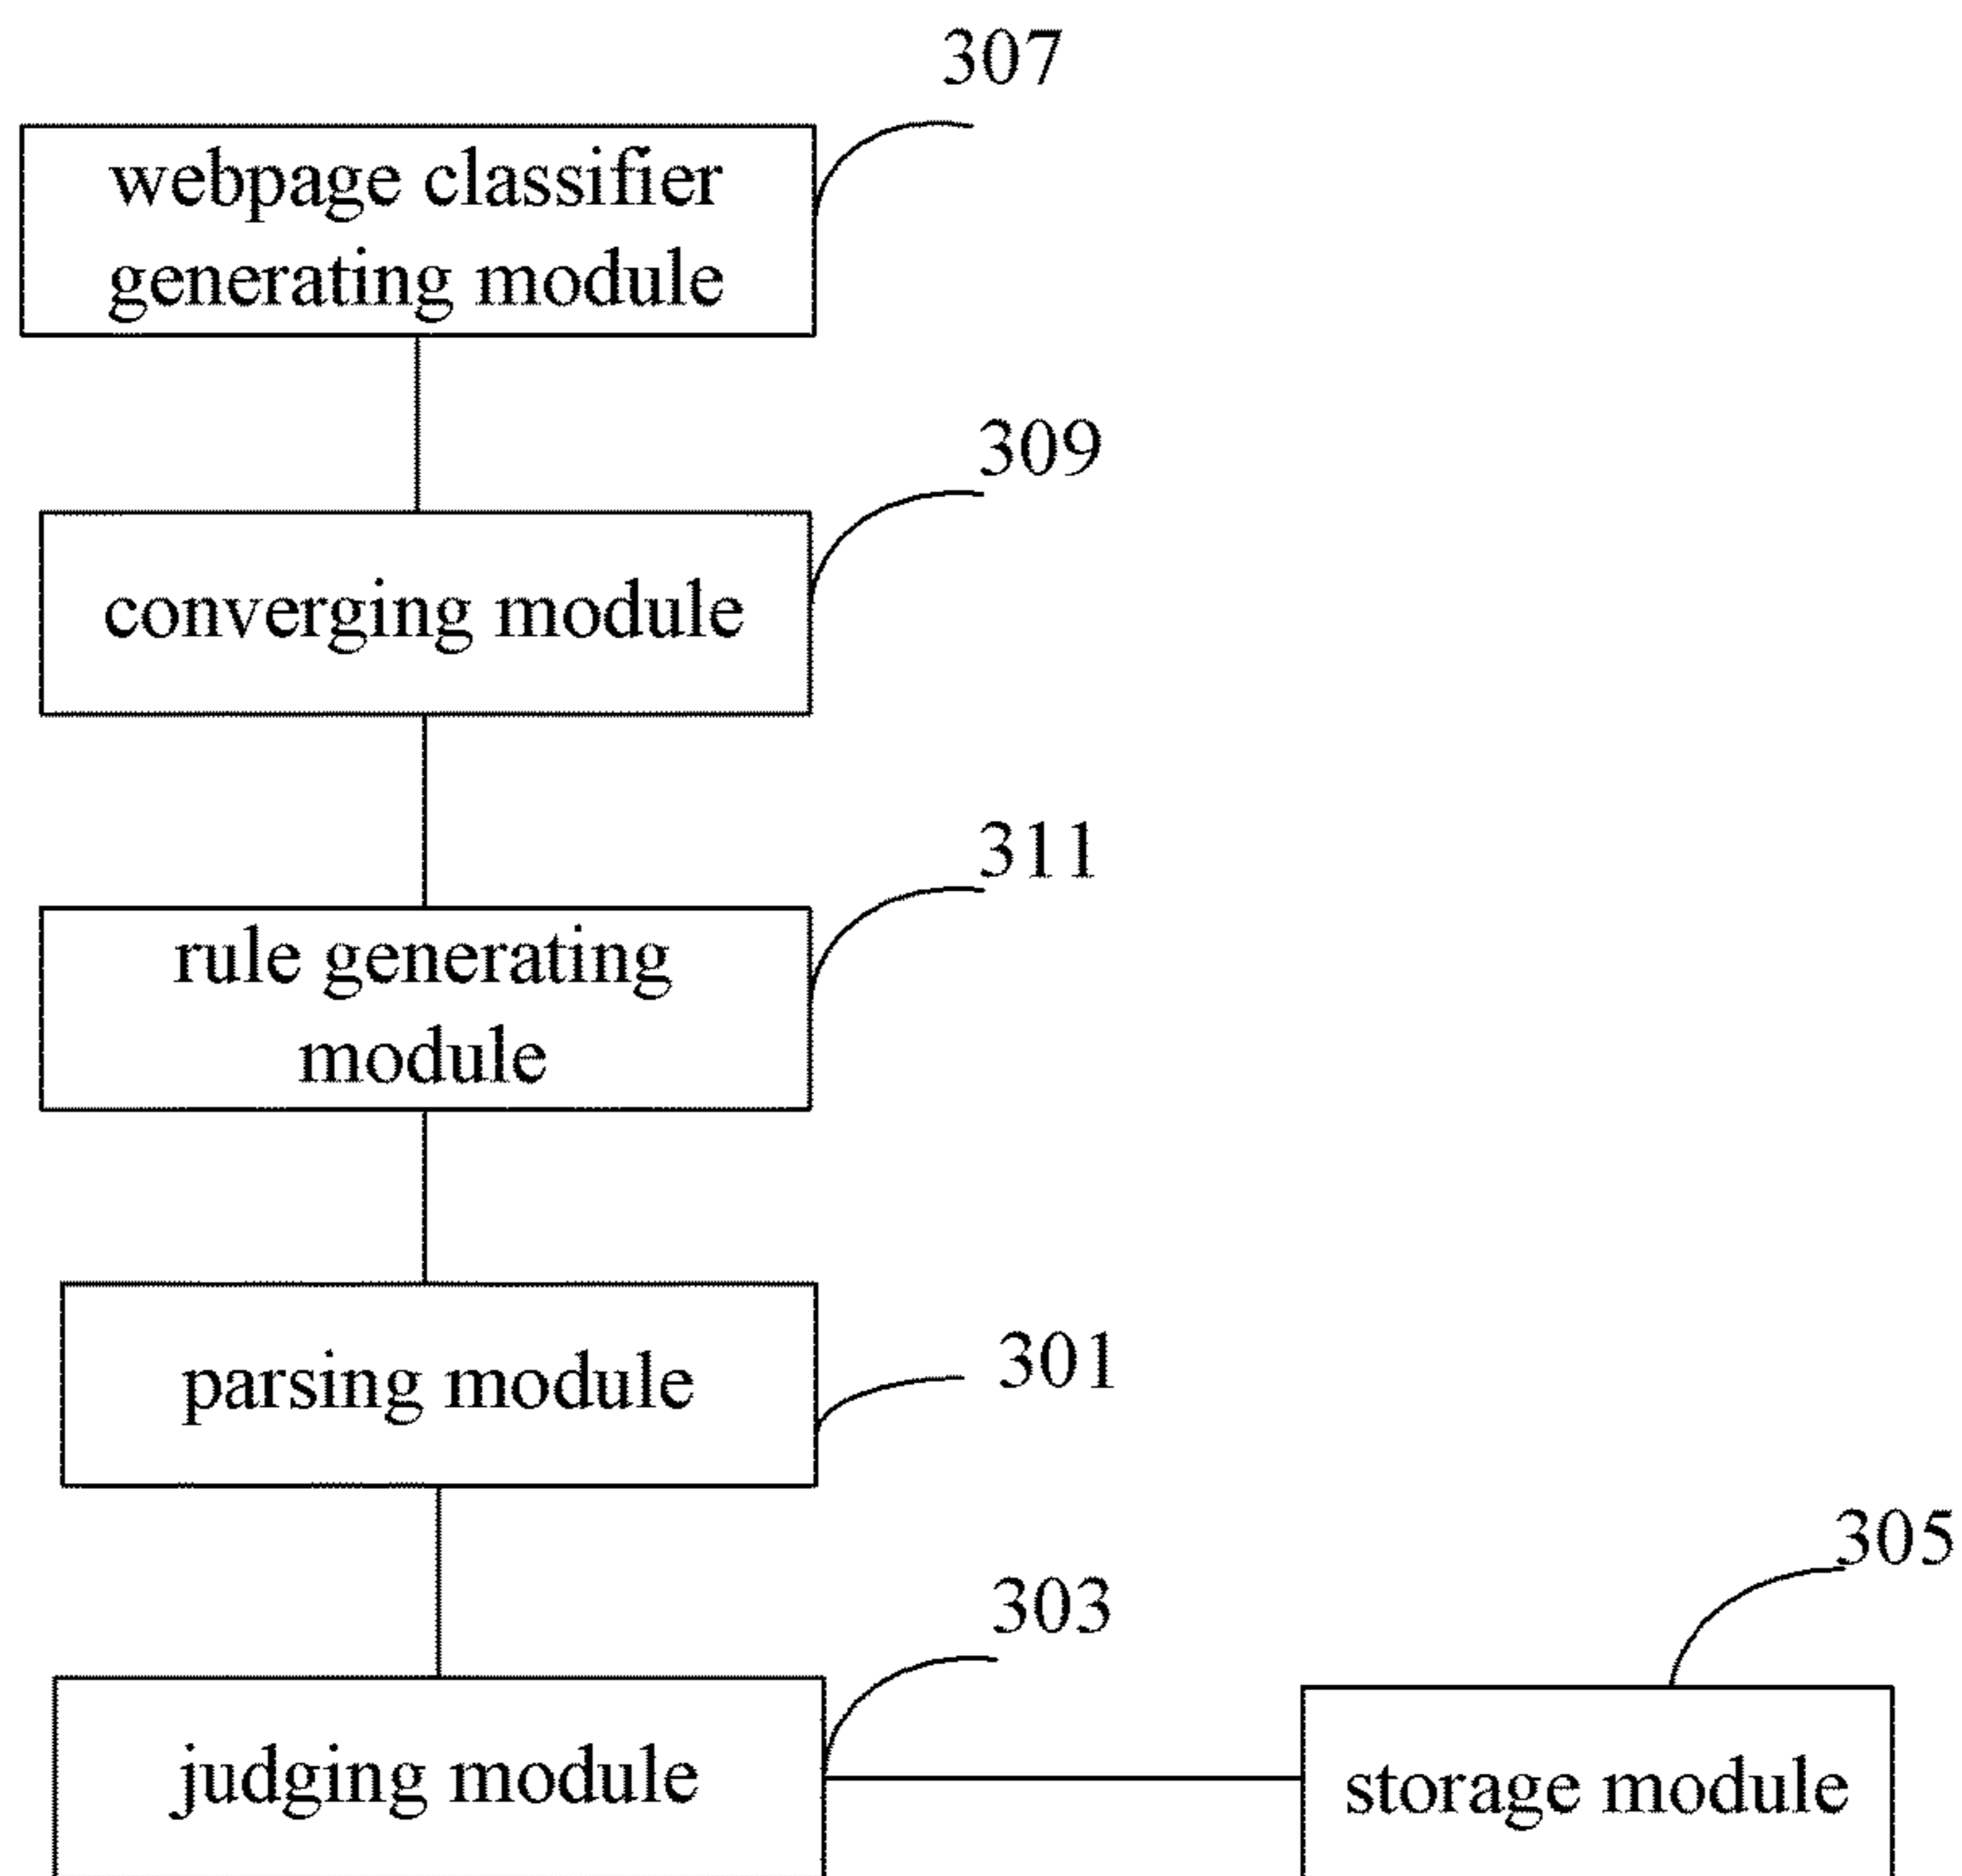 307
webpage classifier
generating module
309
converging module
311
rule generating
module
301
parsing module
305
303
judging module
storage module